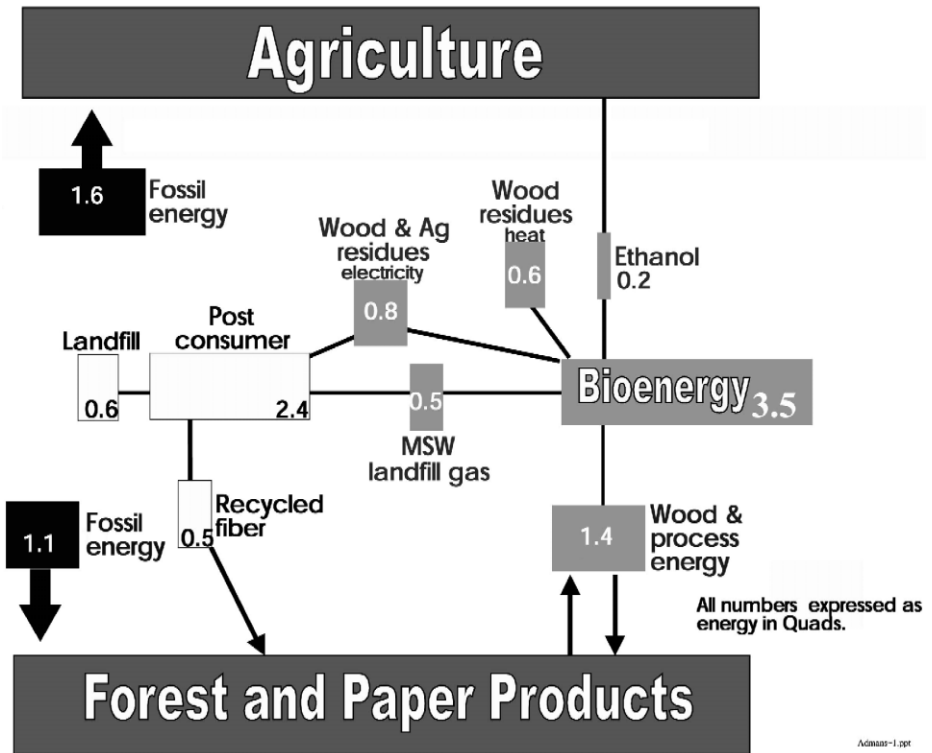 Agriculture
1.6
Fossil
energy
Wood & Ag
residues
electricity
0.8
Wood
residues
heat
0.6
Ethanol
0.2
Landfill
0.6
Post
consumer
2.4
0.5
MSW
landfill gas
Bioenergy 3.5
1.1
Fossil
energy
Recycled
fiber
0.5
1.4
Wood &
process
energy
All numbers expressed as
energy in Quads.
Forest and Paper Products
Admans-1.ppt